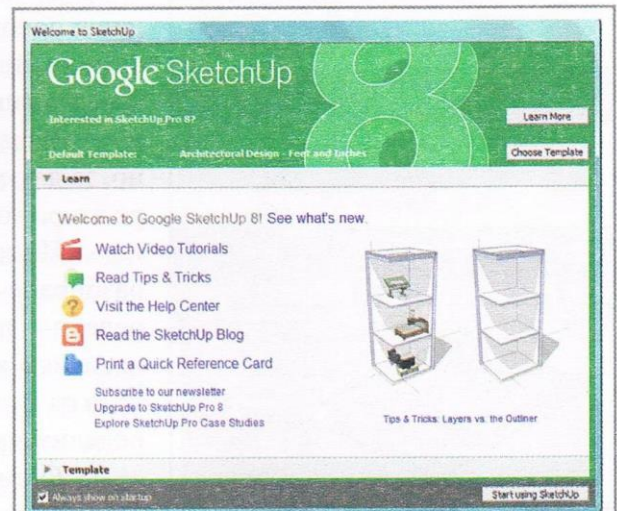 Welcome to SketchUp
Google SketchUp 8
Interested in SketchUp Pro 8?
Learn More
Default Template: Architectural Design - Feet and Inches
Choose Template
Learn
Welcome to Google SketchUp 8! See what's new.
Watch Video Tutorials
Read Tips & Tricks
Visit the Help Center
Read the SketchUp Blog
Print a Quick Reference Card
Subscribe to our newsletter
Upgrade to SketchUp Pro 8
Explore SketchUp Pro Case Studies
Tips & Tricks: Layers vs. the Outliner
Template
Always show on startup
Start using SketchUp